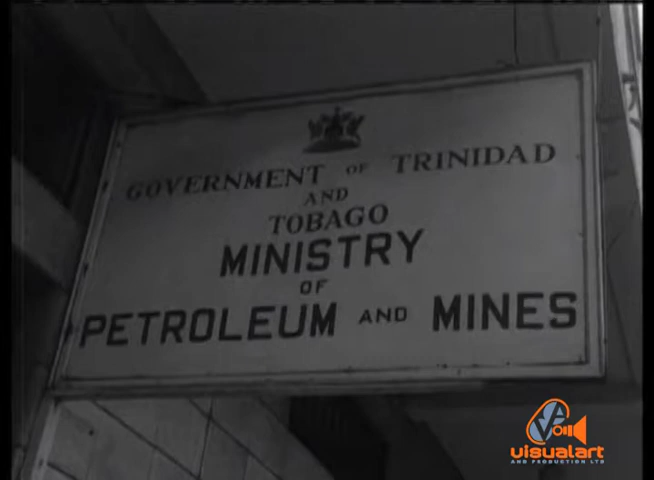 GOVERNMENT OF TRINIDAD
AND
TOBAGO
MINISTRY
OF
PETROLEUM AND MINES
visualart
AND PRODUCTION LTD